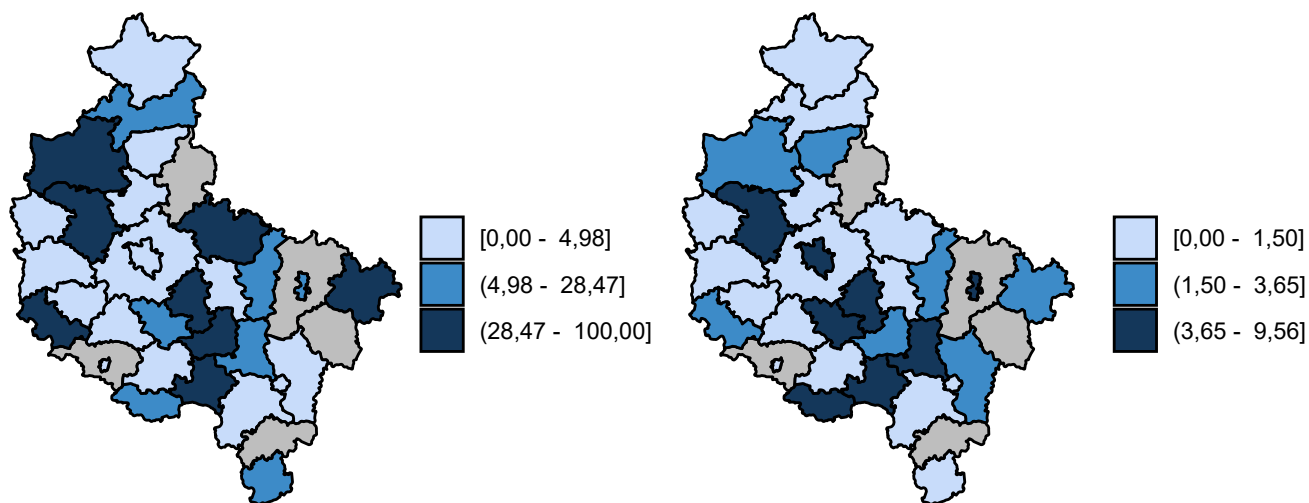 [0,00 - 4,98]
(4,98 - 28,47]
(28,47 - 100,00]
[0,00 - 1,50]
(1,50 - 3,65]
(3,65 - 9,56]